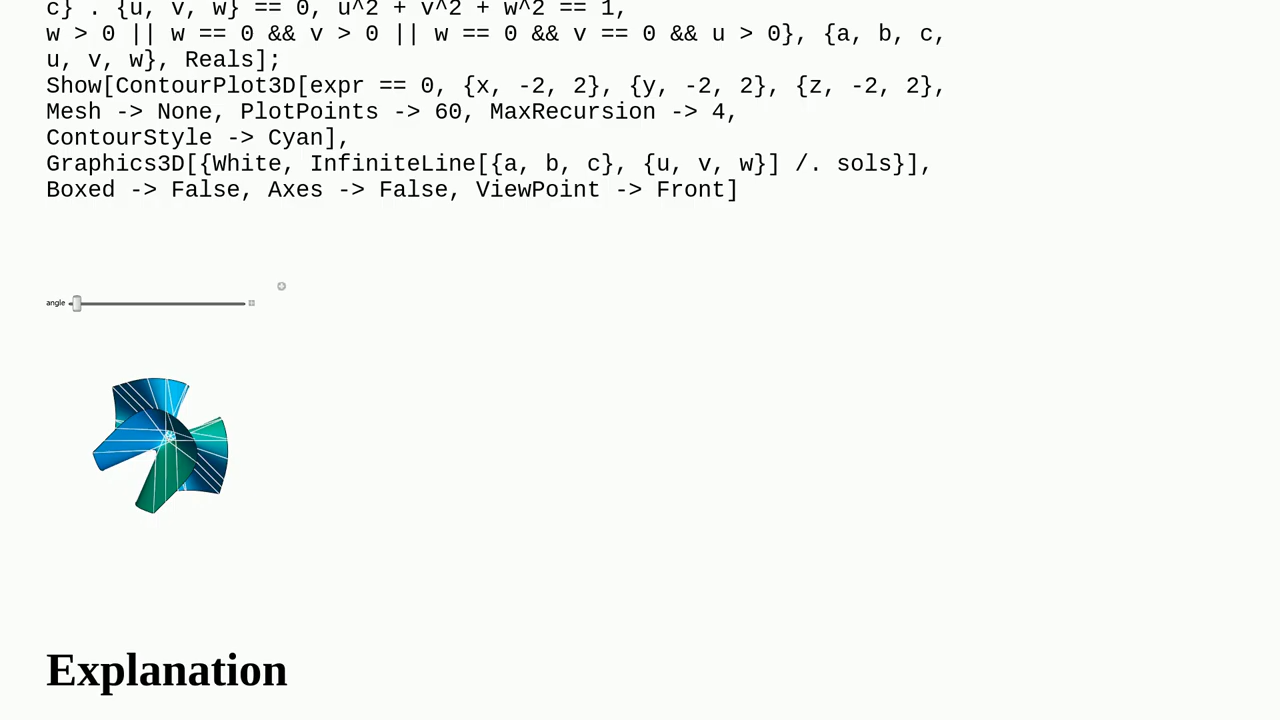 c} . {u, v, w} == 0, u^2 + v^2 + w^2 == 1,
w > 0 || w == 0 && v > 0 || w == 0 && v == 0 && u > 0}, {a, b, c,
u, v, w}, Reals];
Show[ContourPlot3D[expr == 0, {x, -2, 2}, {y, -2, 2}, {z, -2, 2},
Mesh -> None, PlotPoints -> 60, MaxRecursion -> 4,
ContourStyle -> Cyan],
Graphics3D[{White, InfiniteLine[{a, b, c}, {u, v, w}] /. sols}],
Boxed -> False, Axes -> False, ViewPoint -> Front]
angle
Explanation